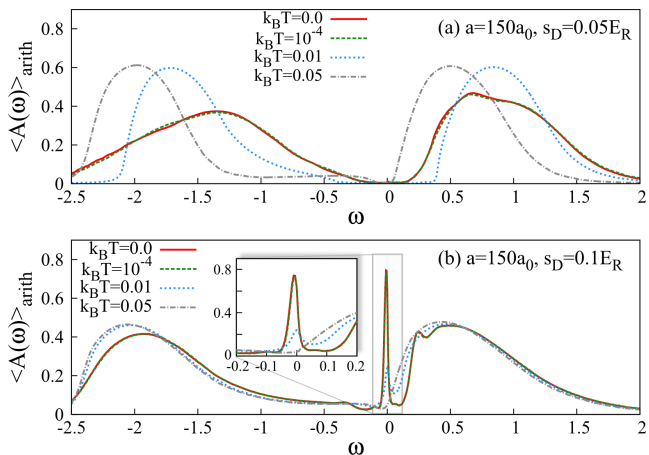 (a) a=150a₀, s_D=0.05E_R
k_BT=0.0
k_BT=10⁻⁴
k_BT=0.01
k_BT=0.05
<A(ω)>_arith
0.8
0.6
0.4
0.2
0
-2.5 -2 -1.5 -1 -0.5 0 0.5 1 1.5 2
ω
(b) a=150a₀, s_D=0.1E_R
k_BT=0.0
k_BT=10⁻⁴
k_BT=0.01
k_BT=0.05
<A(ω)>_arith
0.8
0.6
0.4
0.2
0
0.8
0.4
0
-0.2 -0.1 0 0.1 0.2
-2.5 -2 -1.5 -1 -0.5 0 0.5 1 1.5 2
ω